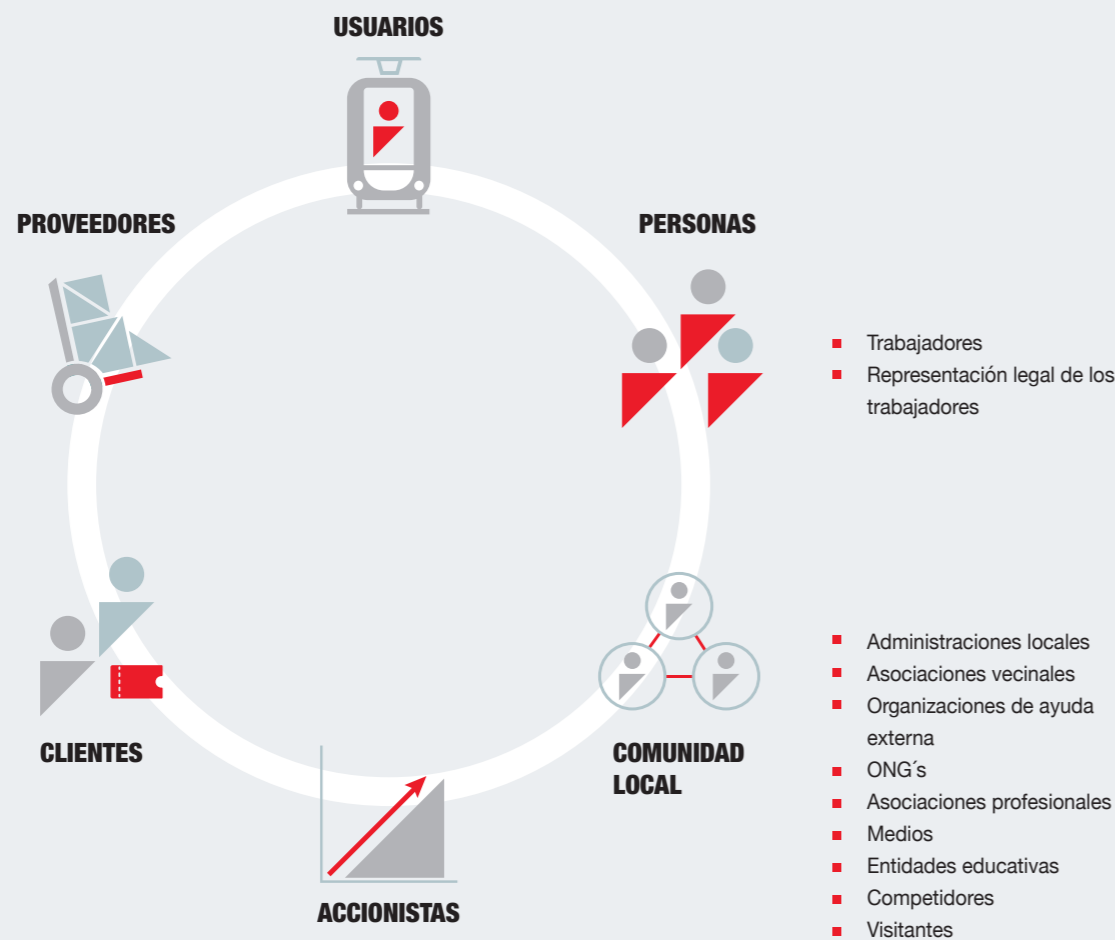 USUARIOS
PROVEEDORES
PERSONAS
Trabajadores
Representación legal de los
trabajadores
Administraciones locales
Asociaciones vecinales
Organizaciones de ayuda
externa
ONG´s
Asociaciones profesionales
Medios
Entidades educativas
Competidores
Visitantes
CLIENTES
COMUNIDAD
LOCAL
ACCIONISTAS